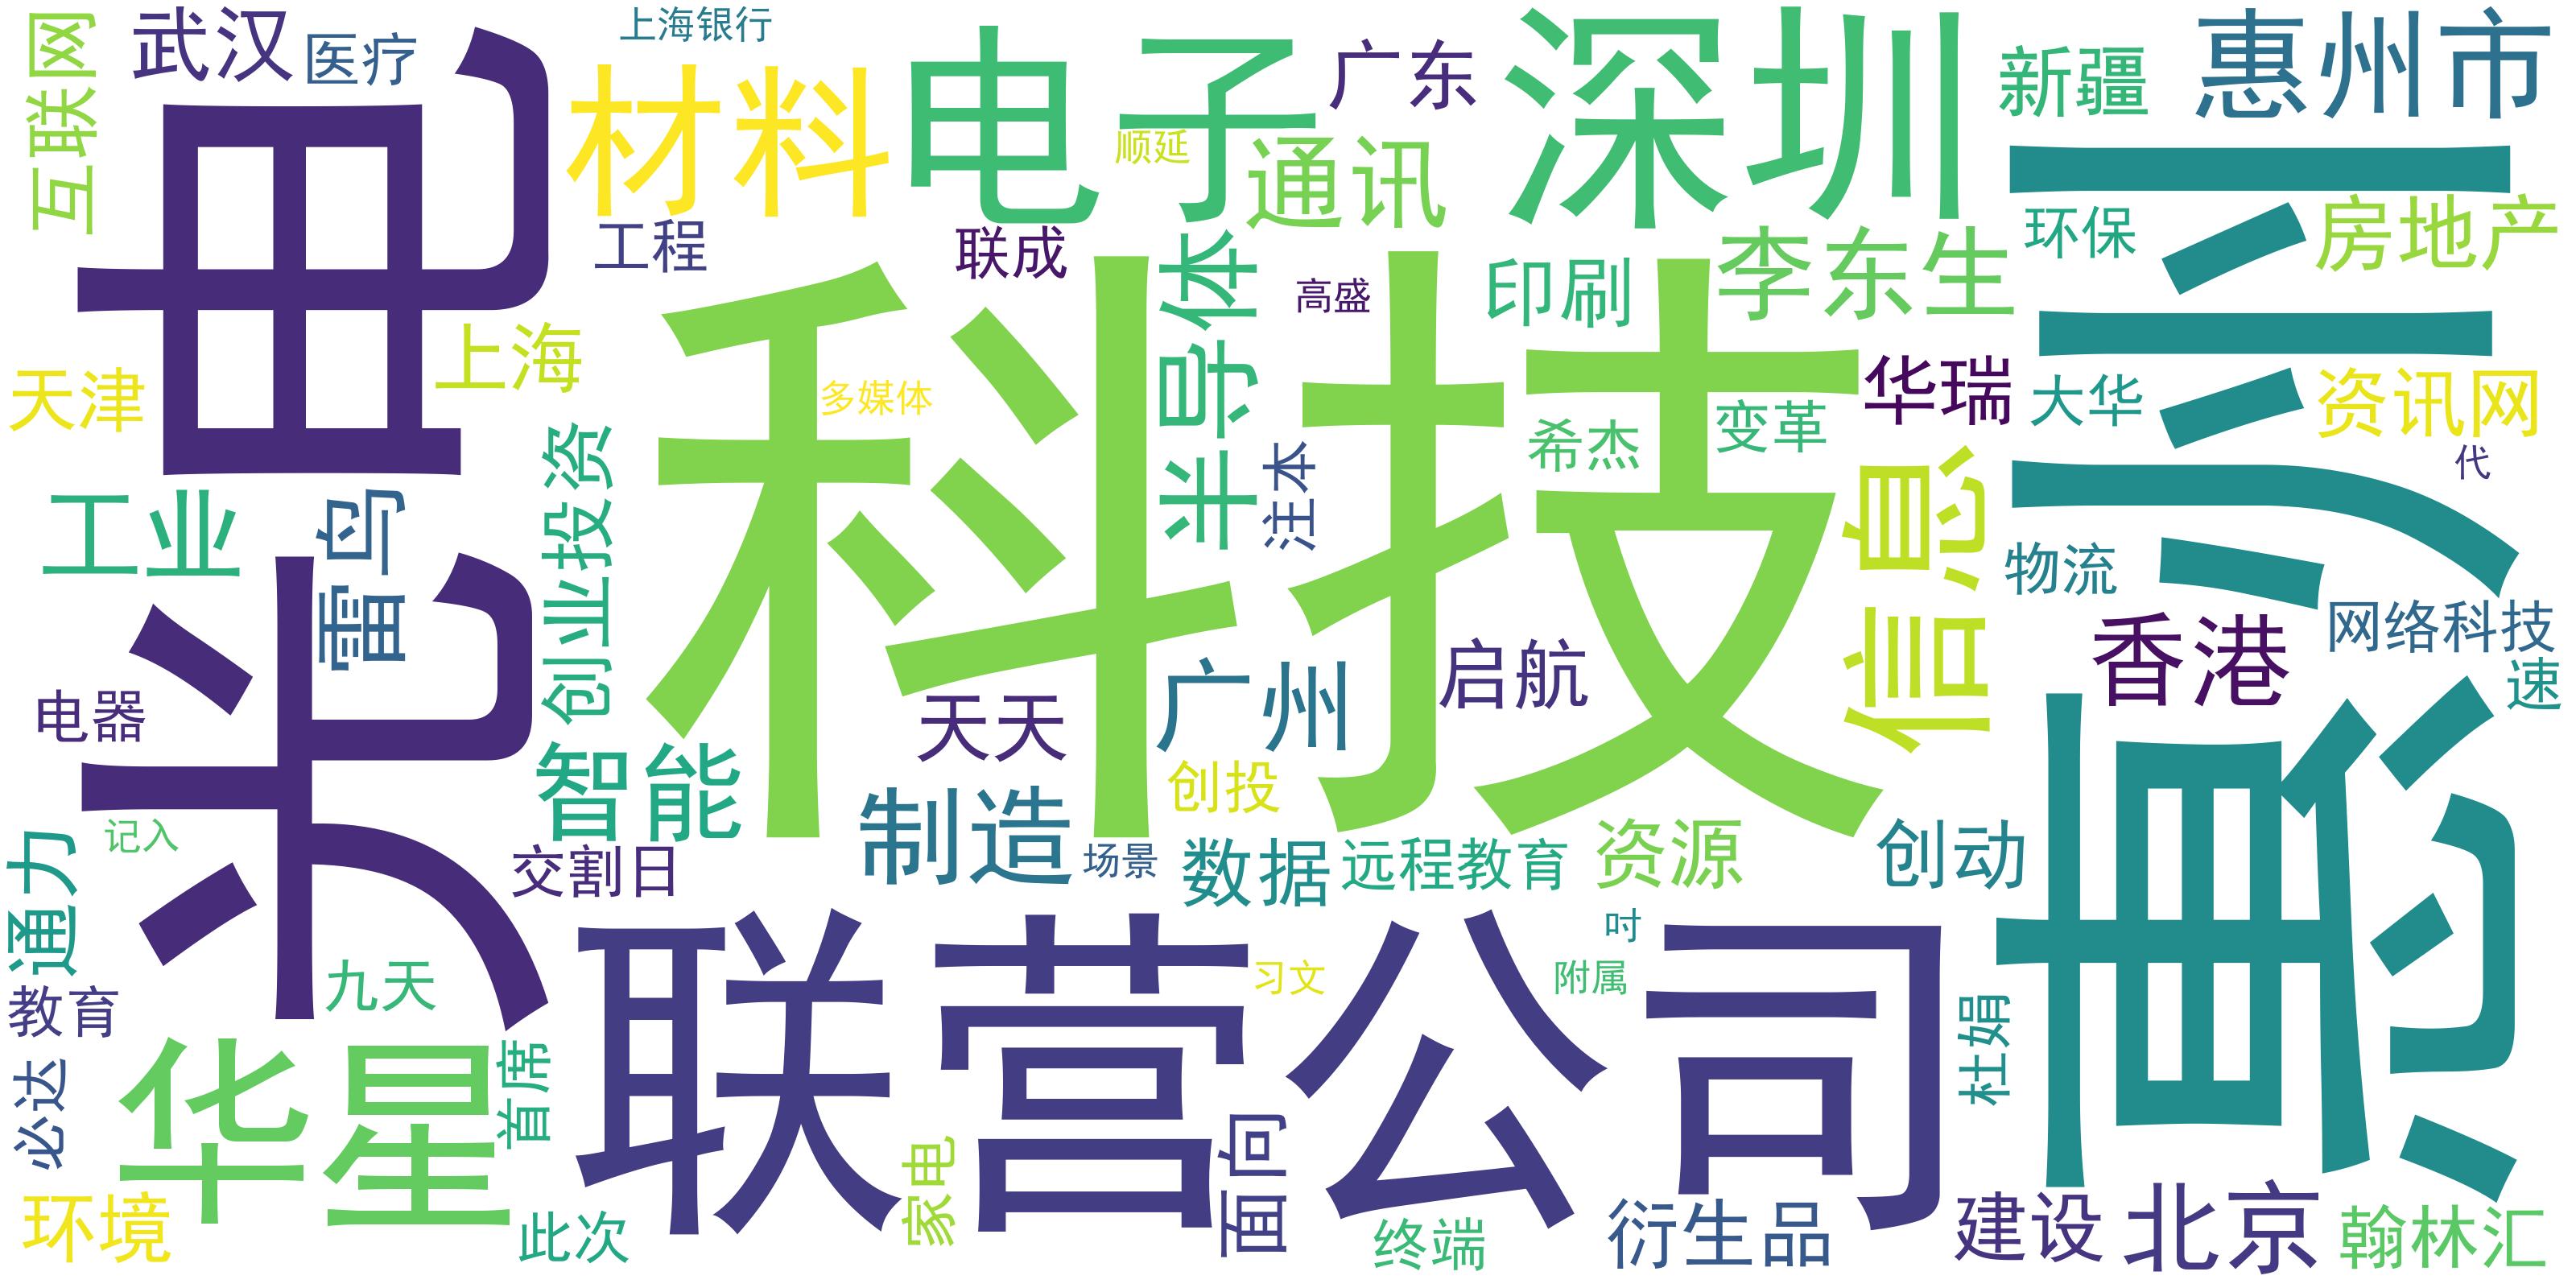 互联网
武汉
医疗
上海银行
光电
材料
电子
广东
深圳
新疆
惠州市
顺延
通讯
工程
联成
半导体
高盛
印刷
李东生
惠州
环保
房地产
天津
上海
多媒体
科技
希杰
变革
华瑞
大华
资讯网
代
工业
雷鸟
创业投资
注本
信息
物流
网络科技
香港
速
电器
天天
广州
启航
智能
创投
记入
通力
交割日
制造
场景
数据
远程教育
资源
创动
九天
教育
联营公司
习文
附属
吋
杜娟
华星
首席
必达
环境
此次
家电
面向
终端
衍生品
建设
北京
翰林汇